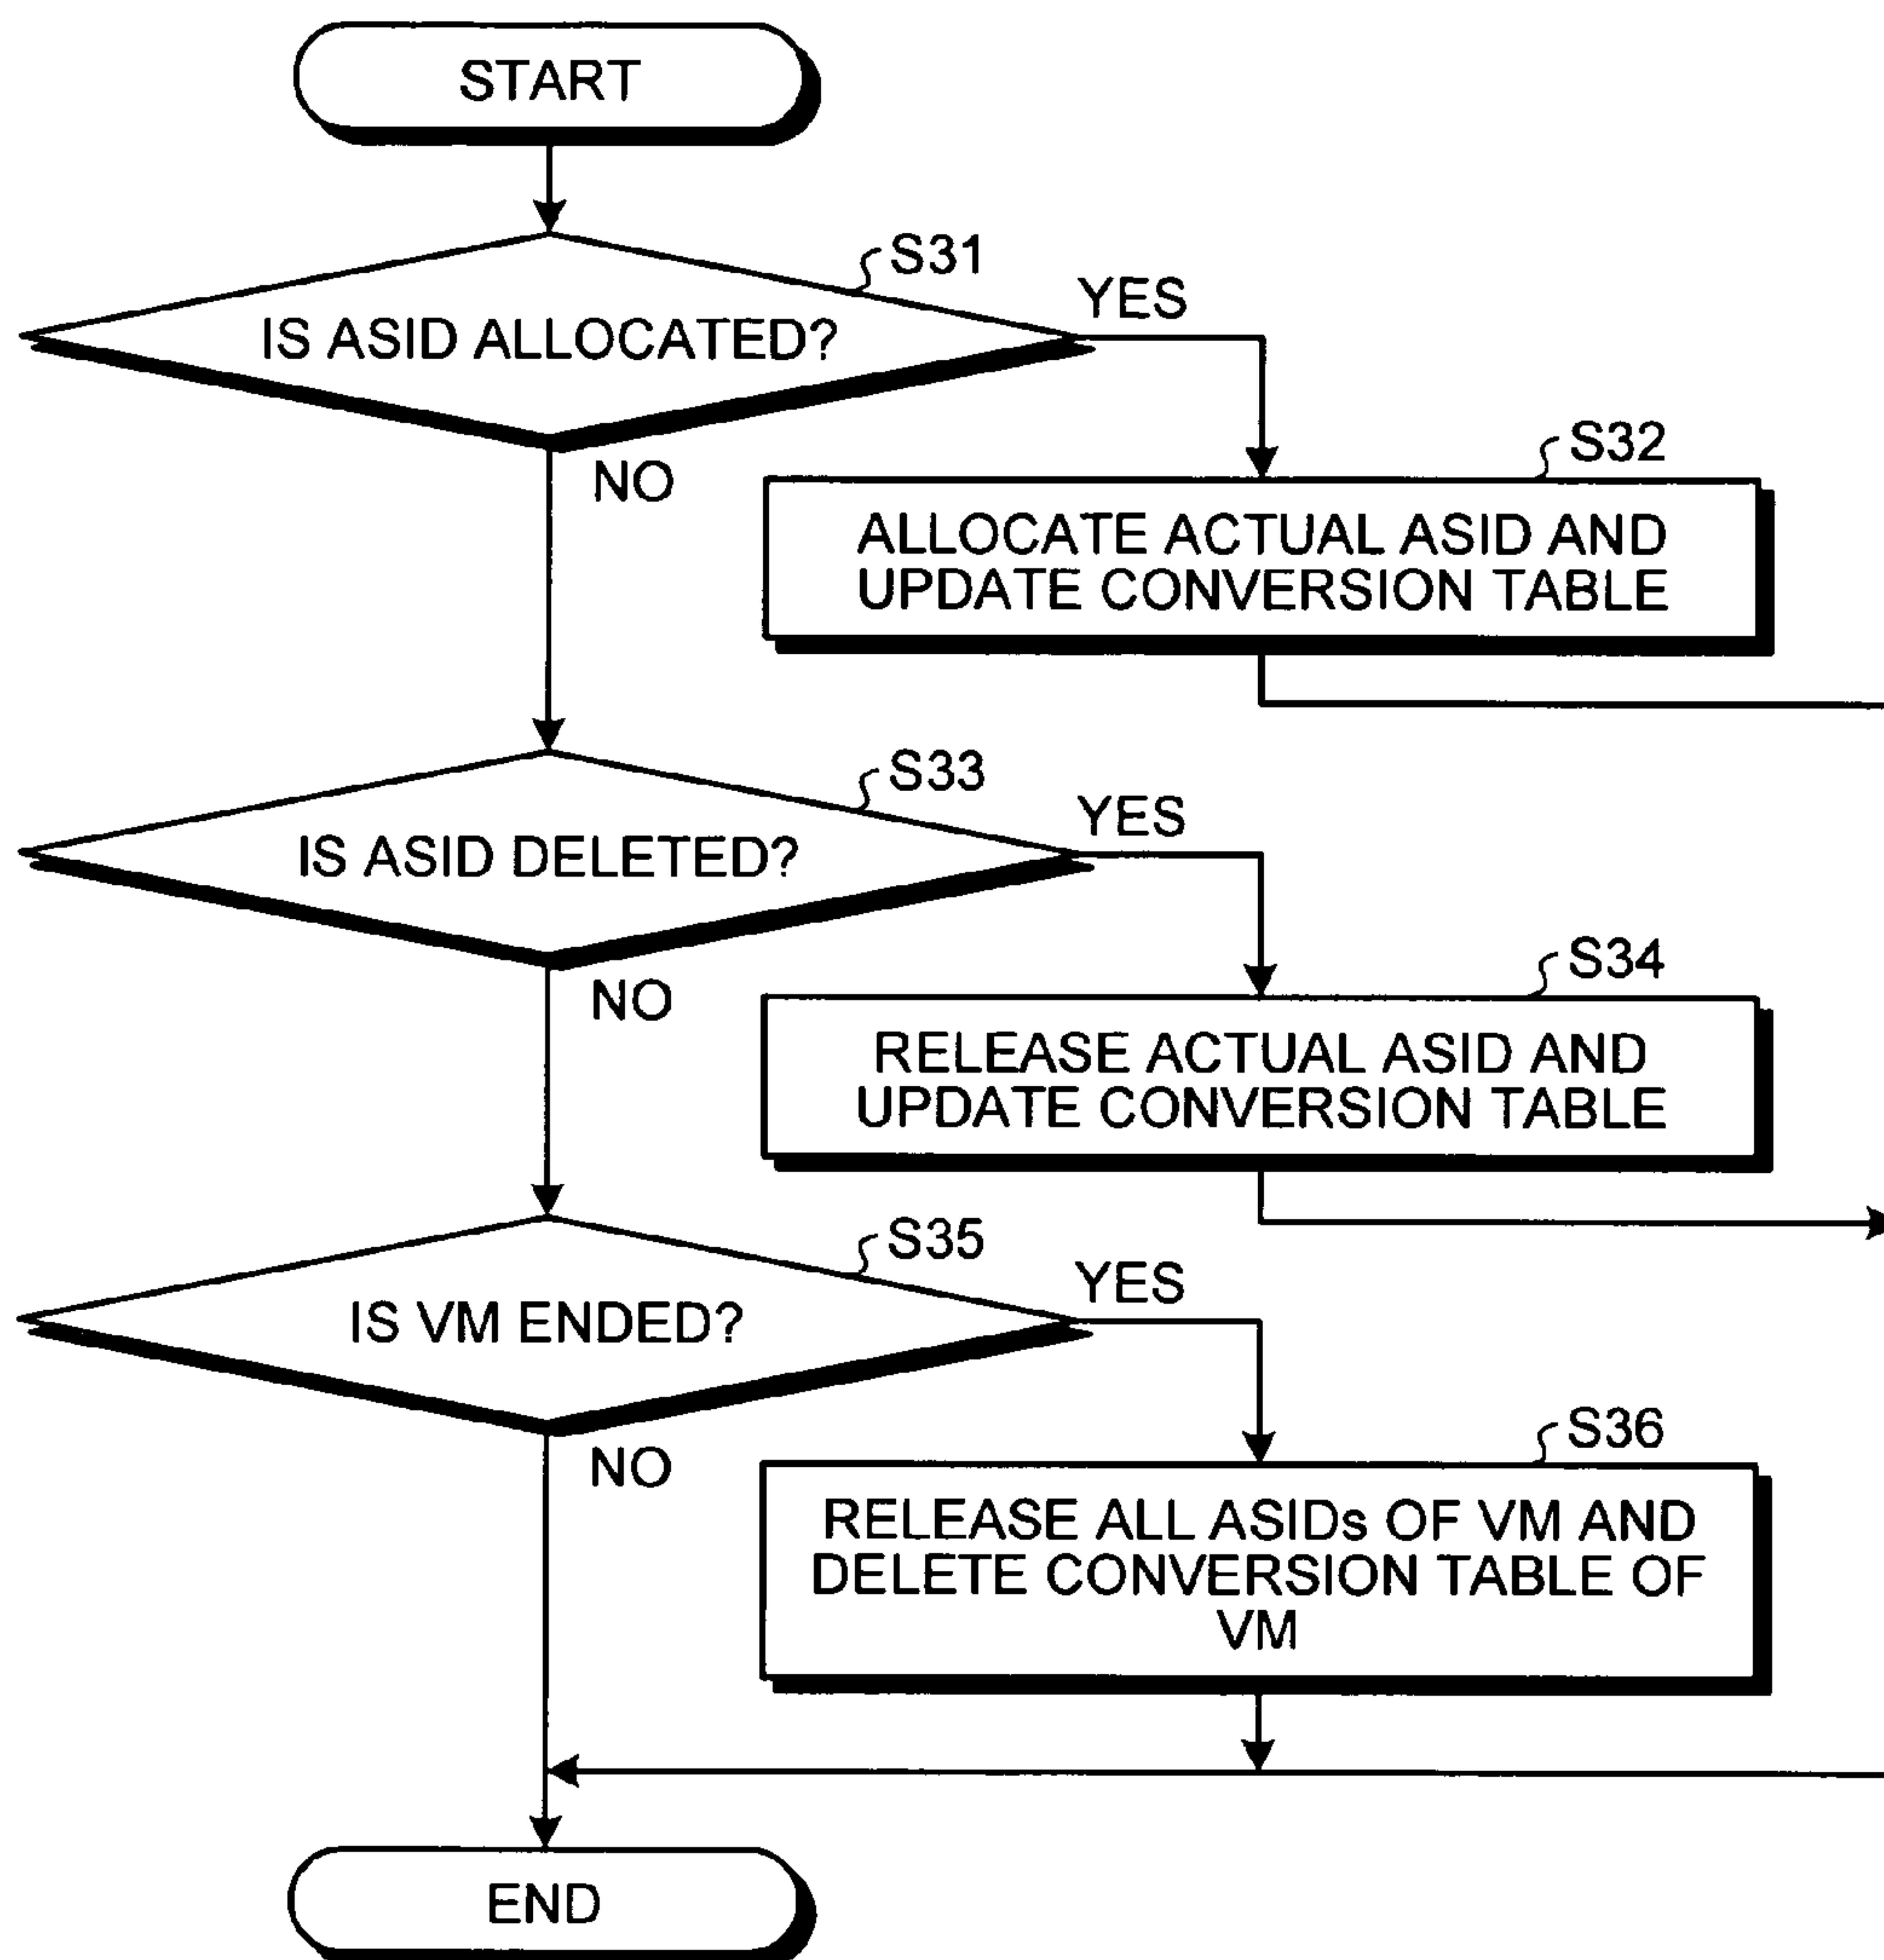 START
S31
IS ASID ALLOCATED?
YES
NO
S32
ALLOCATE ACTUAL ASID AND
UPDATE CONVERSION TABLE
S33
IS ASID DELETED?
YES
NO
S34
RELEASE ACTUAL ASID AND
UPDATE CONVERSION TABLE
S35
IS VM ENDED?
YES
NO
S36
RELEASE ALL ASIDs OF VM AND
DELETE CONVERSION TABLE OF
VM
END